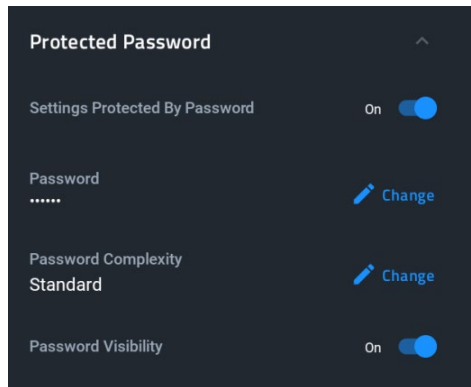 Protected Password
Settings Protected By Password On
Password
••••••
Change
Password Complexity
Standard
Change
Password Visibility On